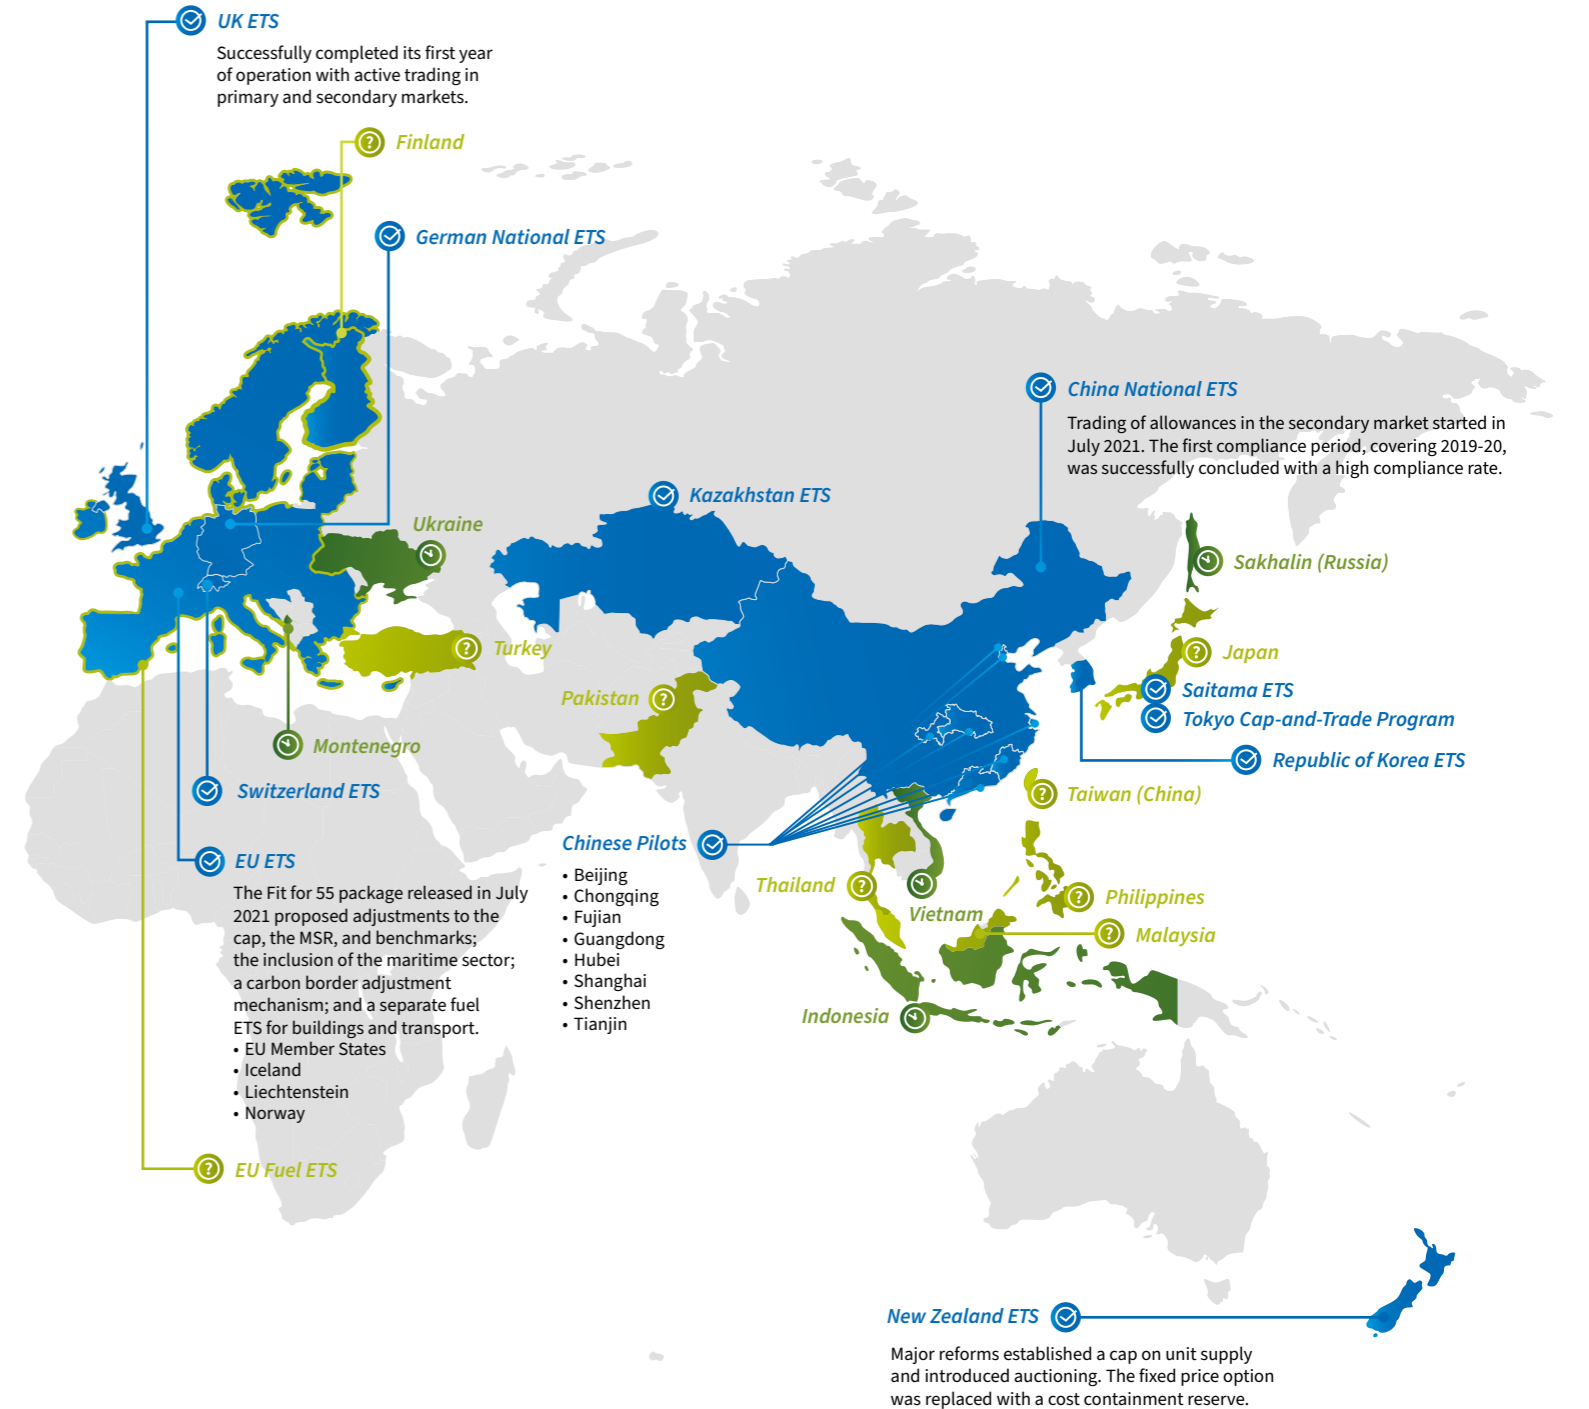 UK ETS
Successfully completed its first year
of operation with active trading in
primary and secondary markets.
Finland
German National ETS
China National ETS
Trading of allowances in the secondary market started in
July 2021. The first compliance period, covering 2019-20,
was successfully concluded with a high compliance rate.
Kazakhstan ETS
Ukraine
Sakhalin (Russia)
Turkey
Japan
Pakistan
Saitama ETS
Tokyo Cap-and-Trade Program
Montenegro
Republic of Korea ETS
Switzerland ETS
Taiwan (China)
EU ETS
The Fit for 55 package released in July
2021 proposed adjustments to the
cap, the MSR, and benchmarks;
the inclusion of the maritime sector;
a carbon border adjustment
mechanism; and a separate fuel
ETS for buildings and transport.
• EU Member States
• Iceland
• Liechtenstein
• Norway
Chinese Pilots
• Beijing
• Chongqing
• Fujian
• Guangdong
• Hubei
• Shanghai
• Shenzhen
• Tianjin
Thailand
Vietnam
Philippines
Malaysia
Indonesia
EU Fuel ETS
New Zealand ETS
Major reforms established a cap on unit supply
and introduced auctioning. The fixed price option
was replaced with a cost containment reserve.